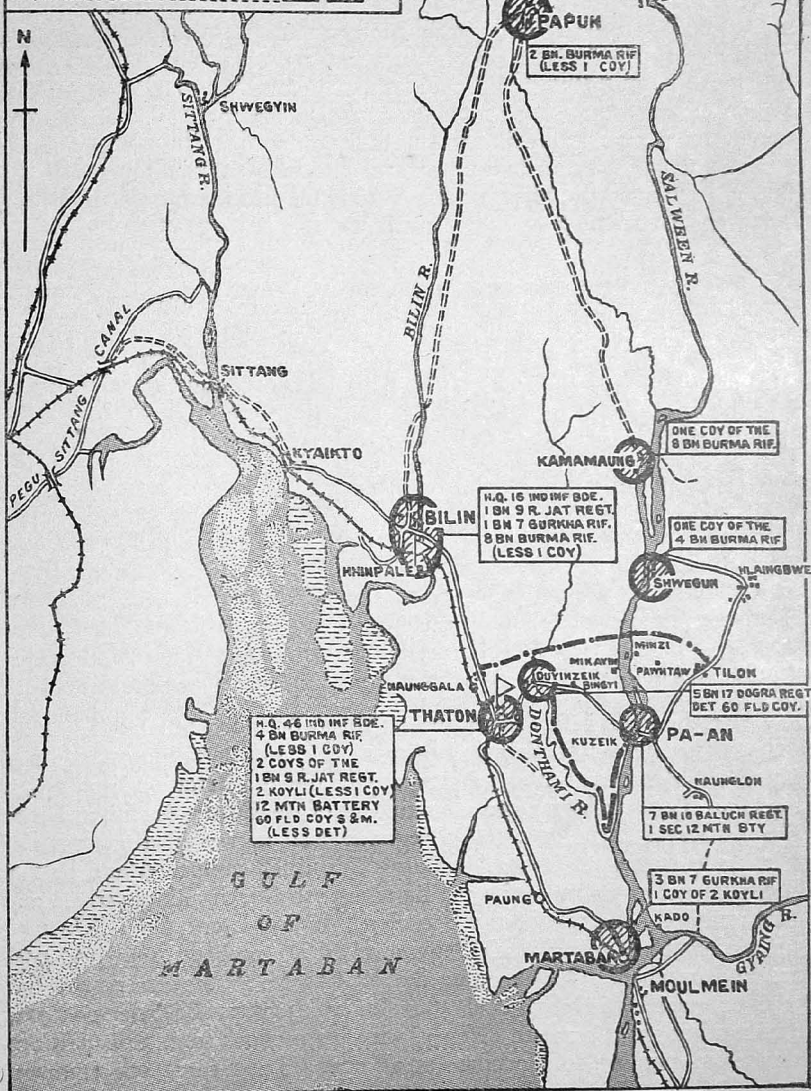 N
PAPUN
2 BN. BURMA RIF
(LESS 1 COY)
SHWEGYIN
SITTANG R.
SALWEEN R.
BILIN R.
CANAL
SITTANG
PEGU SITTANG
KYAIKTO
KAMAMAUNG
ONE COY OF THE
8 BN BURMA RIF.
BILIN
H.Q. 16 IND INF BDE.
1 BN 9 R. JAT REGT.
1 BN 7 GURKHA RIF.
8 BN BURMA RIF.
(LESS 1 COY)
ONE COY OF THE
4 BN BURMA RIF
HHINPALE
SHWEGUN
HLAINGBWE
MINZI
MIKAYIN
PAWHTAW
TILON
DUYINZEIK
BINGYI
NAUNGGALA
5 BN 17 DOGRA REGT
DET 60 FLD COY.
THATON
DONTHAMI R.
KUZEIK
PA-AN
H.Q. 46 IND INF BDE.
4 BN BURMA RIF.
(LESS 1 COY)
2 COYS OF THE
1 BN 9 R. JAT REGT.
2 KOYLI (LESS 1 COY)
12 MTN BATTERY
60 FLD COY S & M.
(LESS DET)
NAUNGLON
7 BN 10 BALUCH REGT.
1 SEC 12 MTN BTY
3 BN 7 GURKHA RIF
1 COY OF 2 KOYLI
GULF
OF
MARTABAN
PAUNG
KADO
GYAING R.
MARTABAN
MOULMEIN